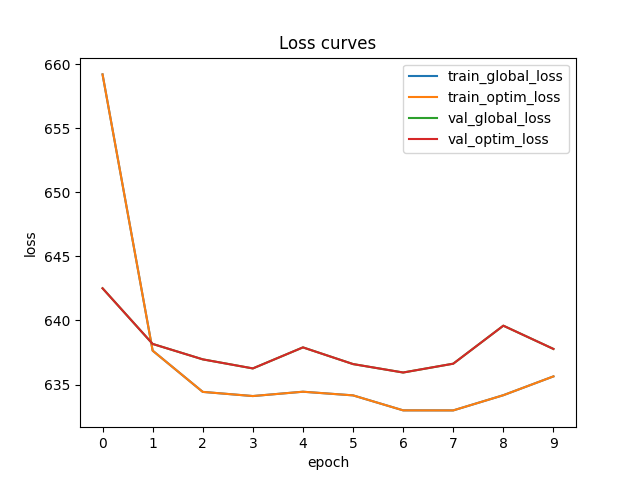 Loss curves
660
655
650
645
640
635
loss
train_global_loss
train_optim_loss
val_global_loss
val_optim_loss
0 1 2 3 4 5 6 7 8 9
epoch